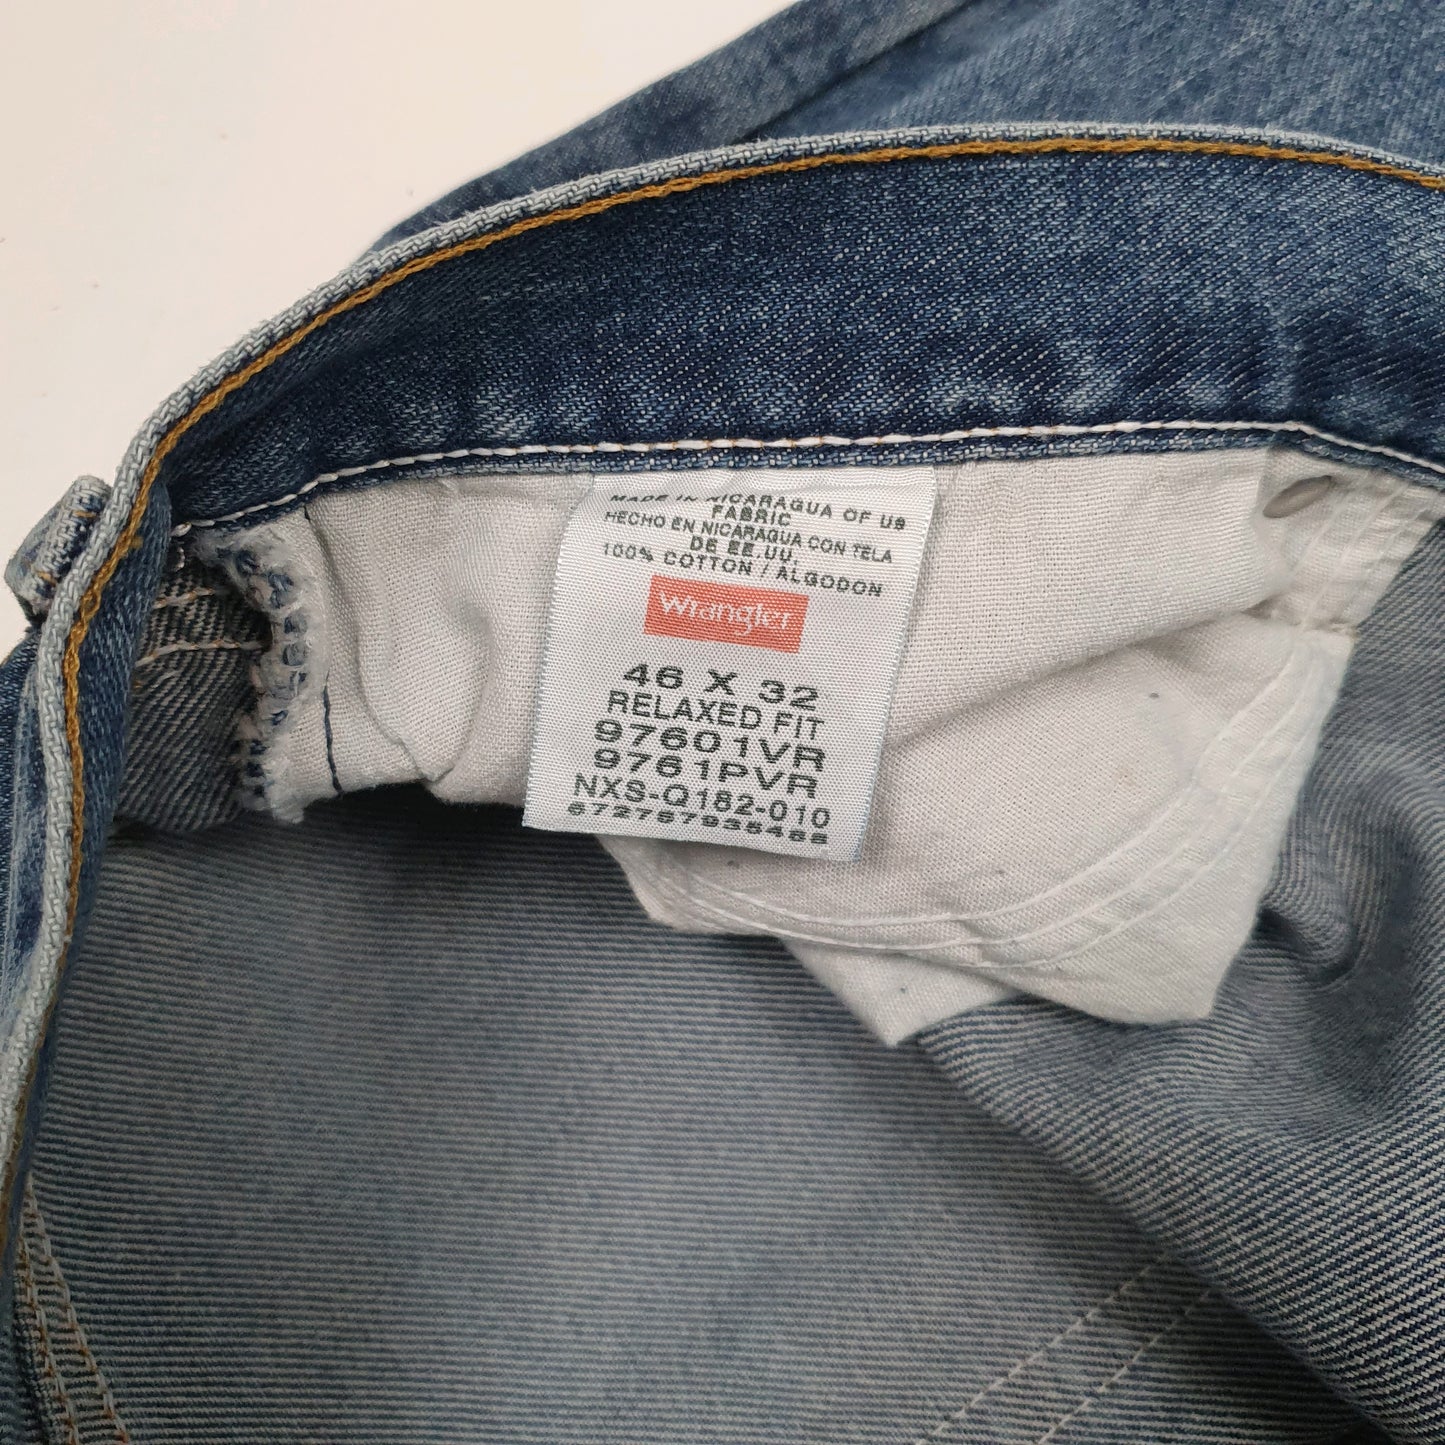 MADE IN NICARAGUA OF US
FABRIC
HECHO EN NICARAGUA CON TELA
DE EE.UU.
100% COTTON / ALGODON
Wrangler
46 X 32
RELAXED FIT
97601VR
9761PVR
NXS-Q182-010